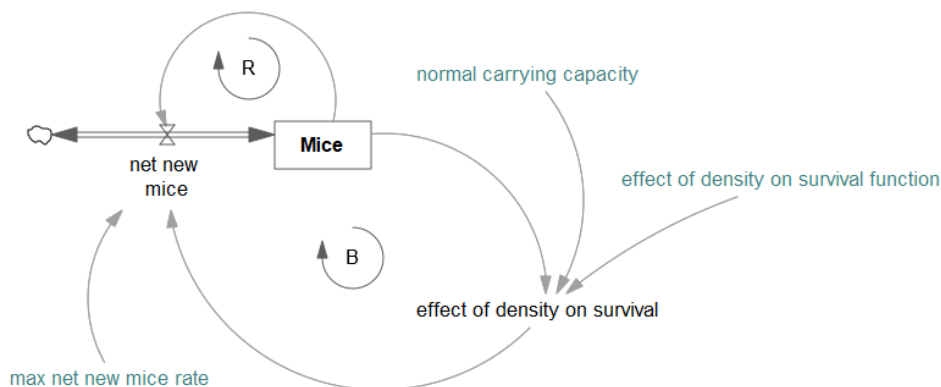 R
normal carrying capacity
Mice
net new
mice
effect of density on survival function
B
effect of density on survival
max net new mice rate